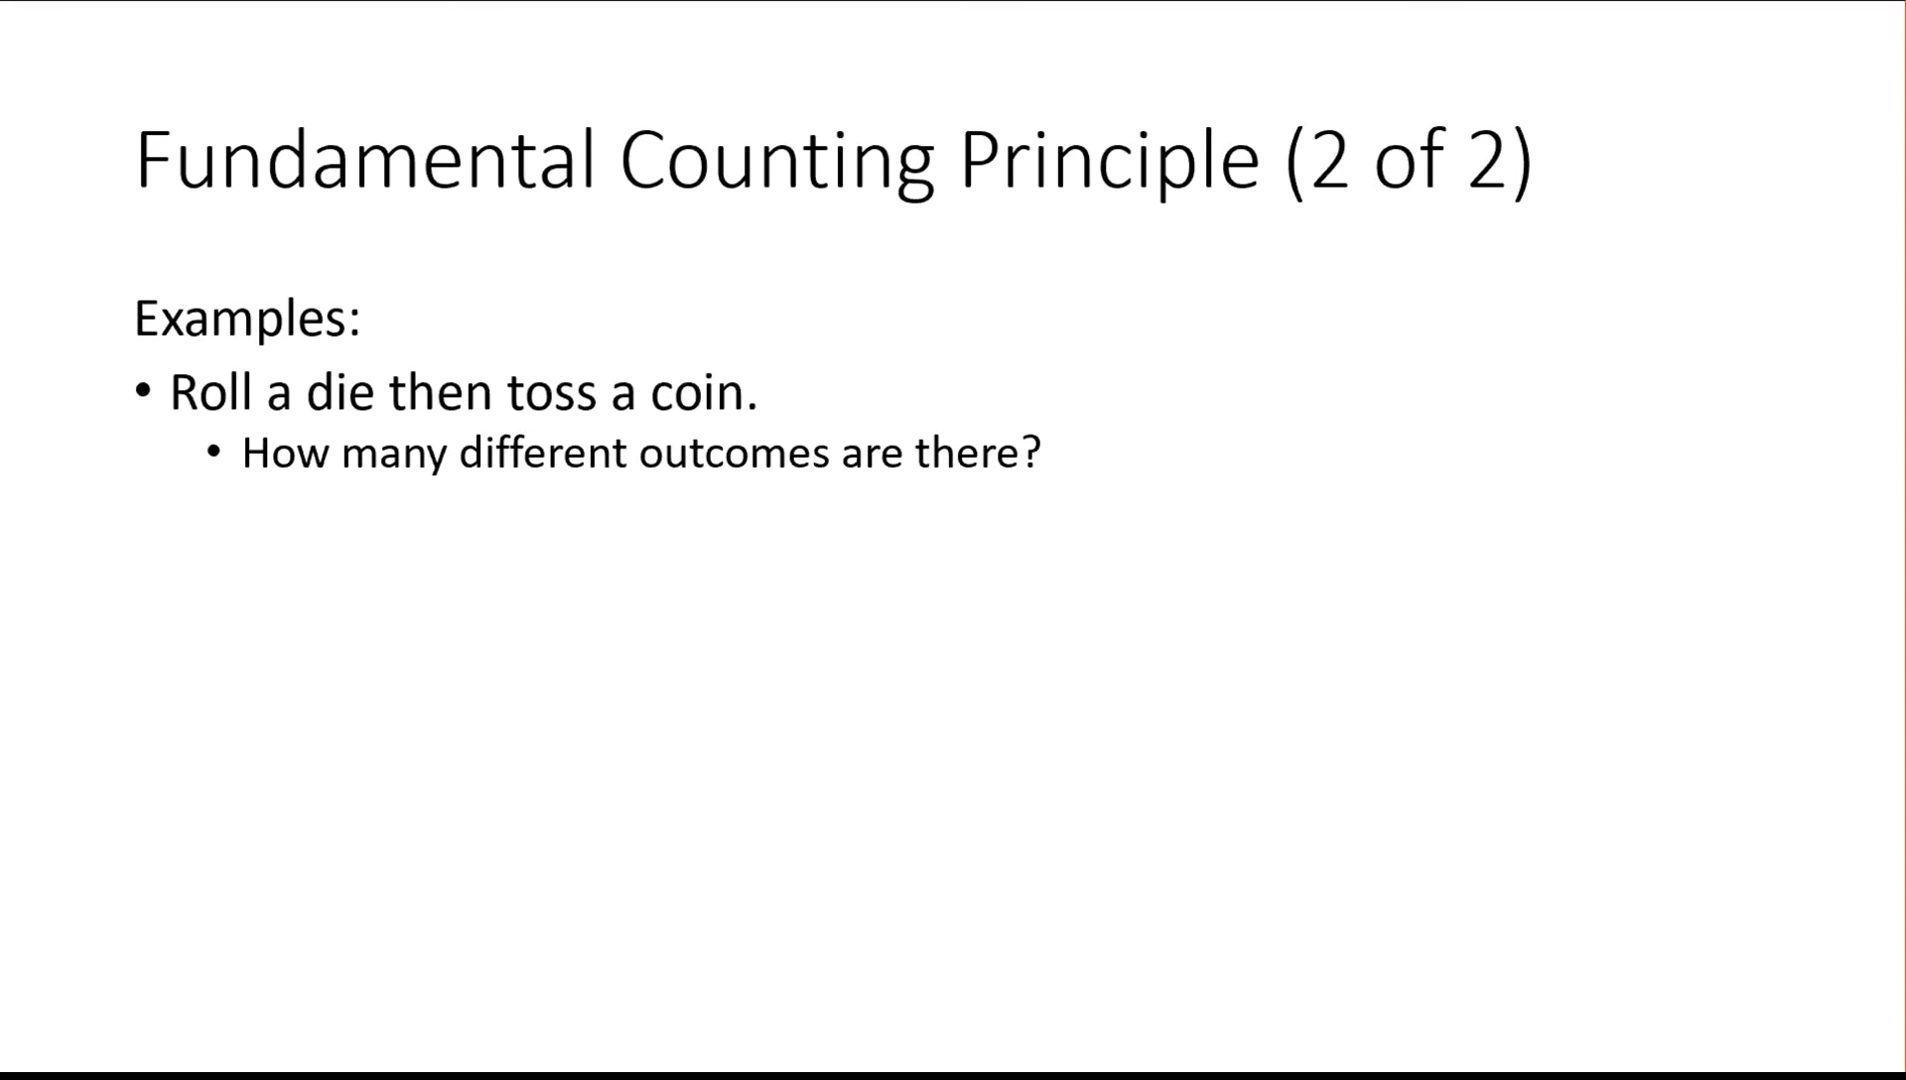 Fundamental Counting Principle (2 of 2)
Examples:
• Roll a die then toss a coin.
• How many different outcomes are there?